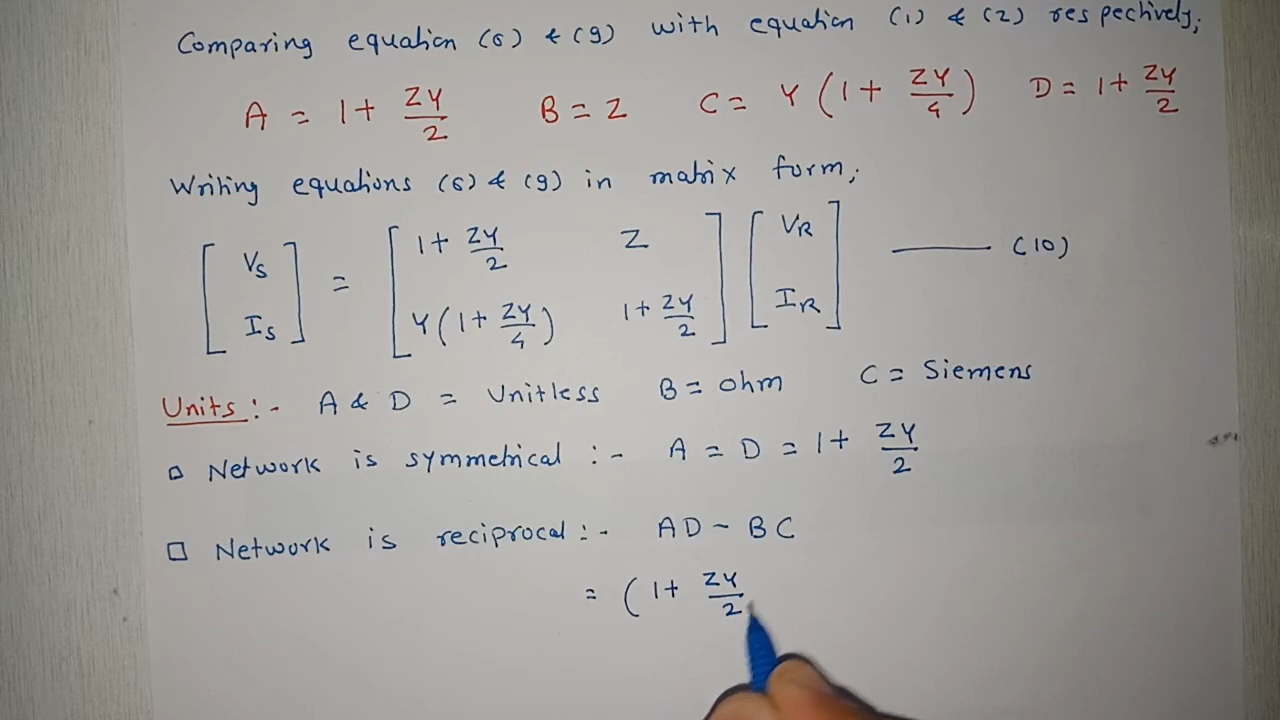 Comparing equation (6) & (9) with equation (1) & (2) respectively,
A = 1 + ZY/2 B = Z C = Y (1 + ZY/4) D = 1 + ZY/2
Writing equations (6) & (9) in matrix form,
[VS IS] = [1 + ZY/2 Z Y(1 + ZY/4) 1 + ZY/2] [VR IR] —— (10)
Units :- A & D = Unitless B = ohm C = Siemens
□ Network is symmetrical :- A = D = 1 + ZY/2
□ Network is reciprocal :- AD - BC
= (1 + ZY/2